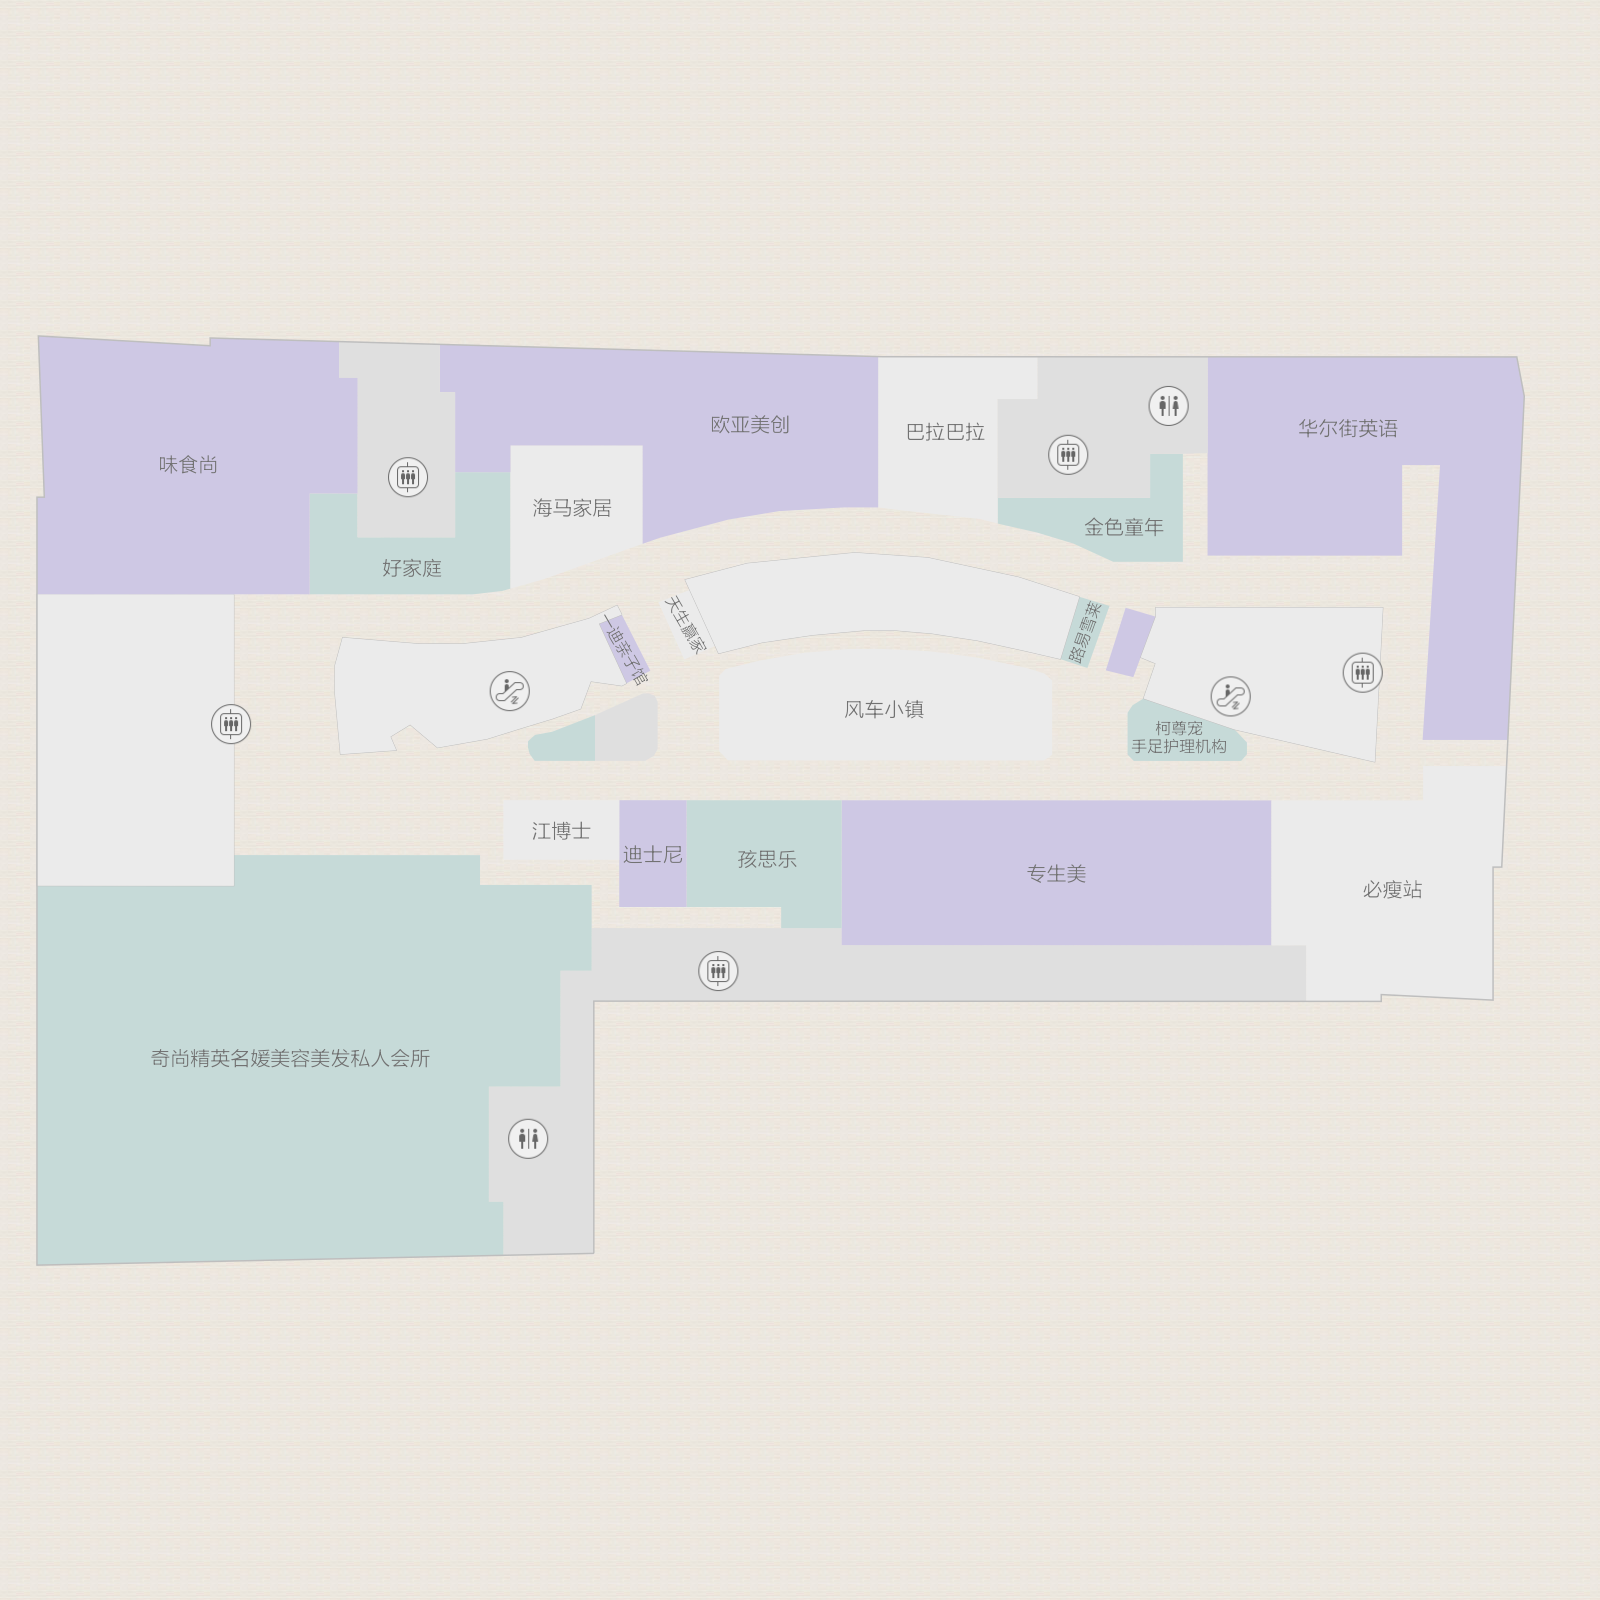 欧亚美创
巴拉巴拉
华尔街英语
味食尚
海马家居
金色童年
好家庭
天生赢家
一迪亲子馆
路易雪莱
风车小镇
柯尊宠
手足护理机构
江博士
迪士尼
孩思乐
专生美
必瘦站
奇尚精英名媛美容美发私人会所